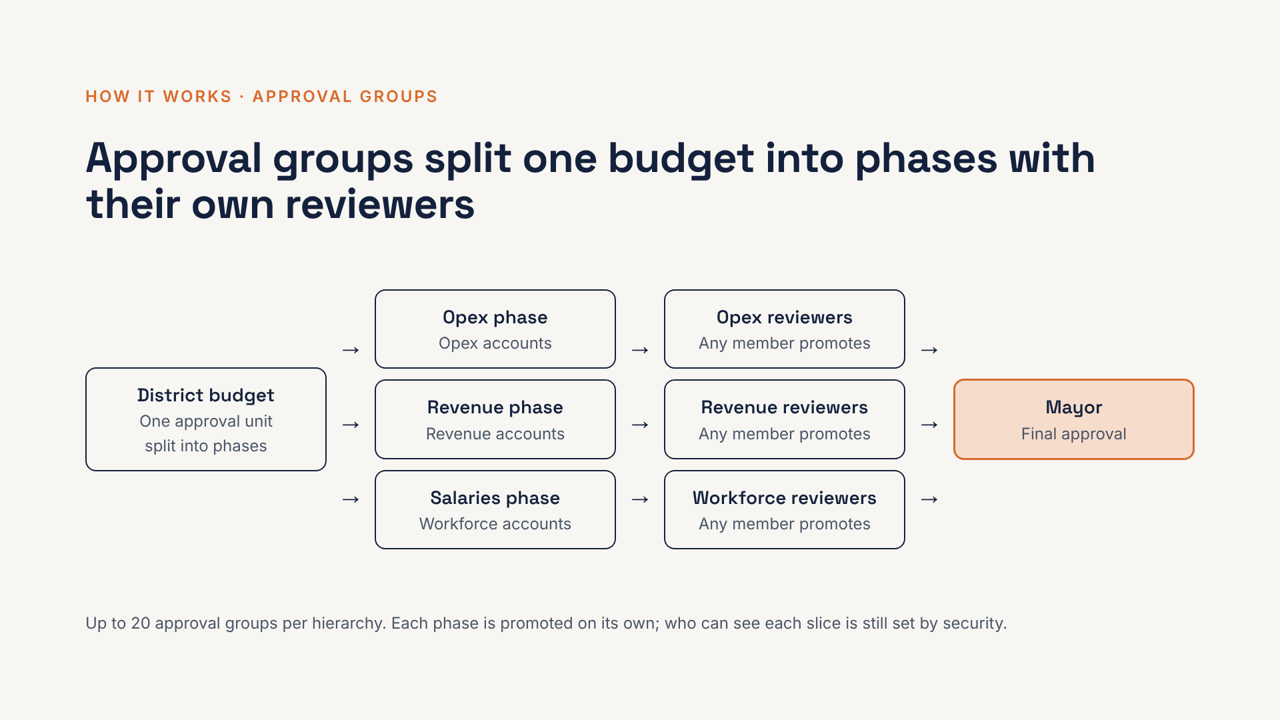 HOW IT WORKS · APPROVAL GROUPS
Approval groups split one budget into phases with
their own reviewers
District budget
One approval unit
split into phases
→
→
→
Opex phase
Opex accounts
Revenue phase
Revenue accounts
Salaries phase
Workforce accounts
→
→
→
Opex reviewers
Any member promotes
Revenue reviewers
Any member promotes
Workforce reviewers
Any member promotes
→
→
→
Mayor
Final approval
Up to 20 approval groups per hierarchy. Each phase is promoted on its own; who can see each slice is still set by security.